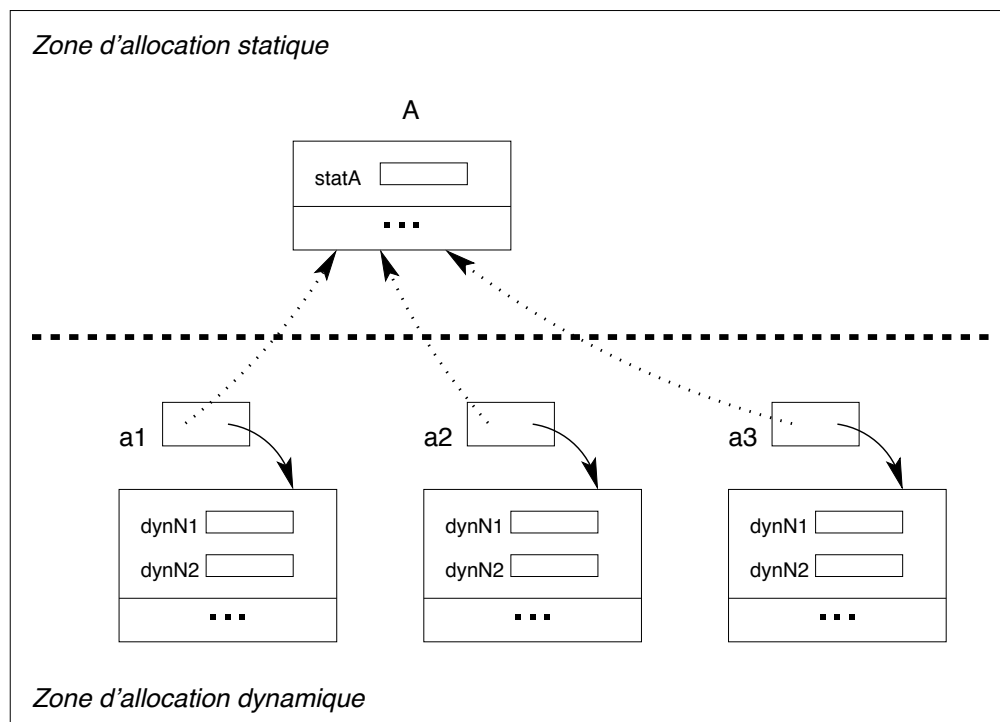 Zone d'allocation statique
A
statA
...
a1
a2
a3
dynN1
dynN1
dynN1
dynN2
dynN2
dynN2
...
...
...
Zone d'allocation dynamique